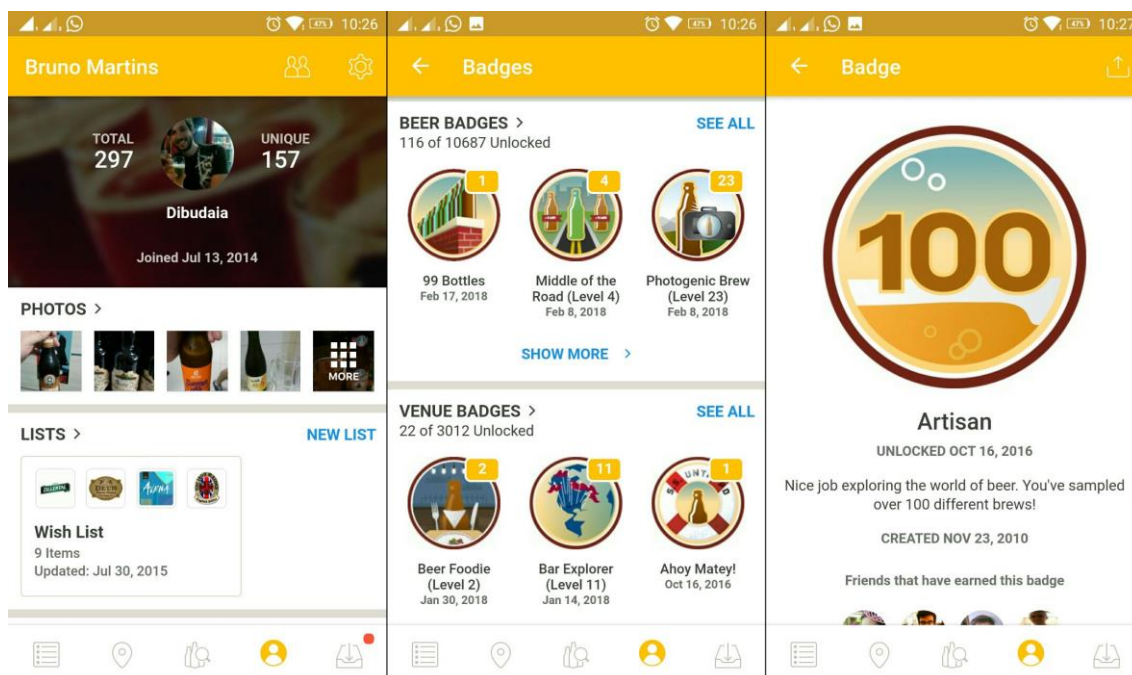 47% 10:26
Bruno Martins
TOTAL
297
UNIQUE
157
Dibudaia
Joined Jul 13, 2014
PHOTOS >
MORE
LISTS >
NEW LIST
Wish List
9 Items
Updated: Jul 30, 2015
47% 10:26
Badges
BEER BADGES >
SEE ALL
116 of 10687 Unlocked
1
4
23
99 Bottles
Feb 17, 2018
Middle of the
Road (Level 4)
Feb 8, 2018
Photogenic Brew
(Level 23)
Feb 8, 2018
SHOW MORE >
VENUE BADGES >
SEE ALL
22 of 3012 Unlocked
2
11
1
Beer Foodie
(Level 2)
Jan 30, 2018
Bar Explorer
(Level 11)
Jan 14, 2018
Ahoy Matey!
Oct 16, 2016
47% 10:27
Badge
100
Artisan
UNLOCKED OCT 16, 2016
Nice job exploring the world of beer. You've sampled
over 100 different brews!
CREATED NOV 23, 2010
Friends that have earned this badge